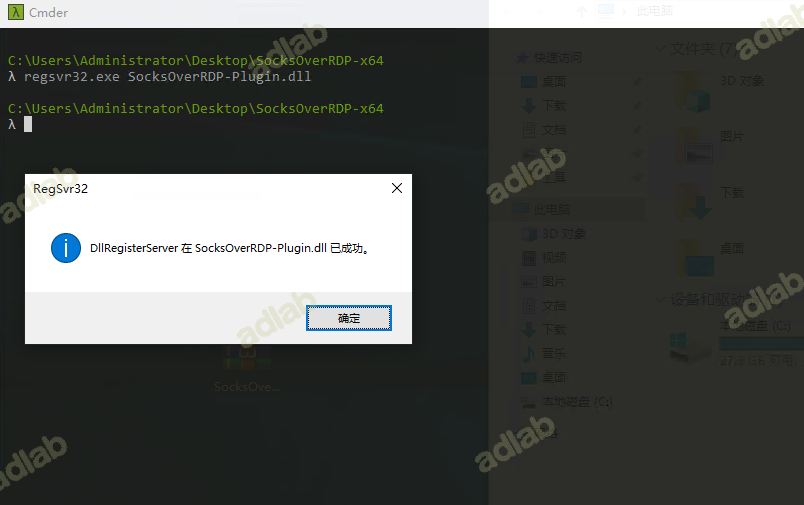 Cmder
此电脑
C:\Users\Administrator\Desktop\SocksOverRDP-x64
λ regsvr32.exe SocksOverRDP-Plugin.dll
C:\Users\Administrator\Desktop\SocksOverRDP-x64
λ
RegSvr32
DllRegisterServer 在 SocksOverRDP-Plugin.dll 已成功。
确定
SocksOve...
快速访问
桌面
下载
文档
此电脑
3D 对象
视频
图片
文档
下载
音乐
桌面
本地磁盘 (C:)
文件夹 (7)
3D 对象
图片
下载
桌面
设备和驱动
本地磁盘 (C:)
adlab
adlab
adlab
adlab
adlab
adlab
adlab
adlab